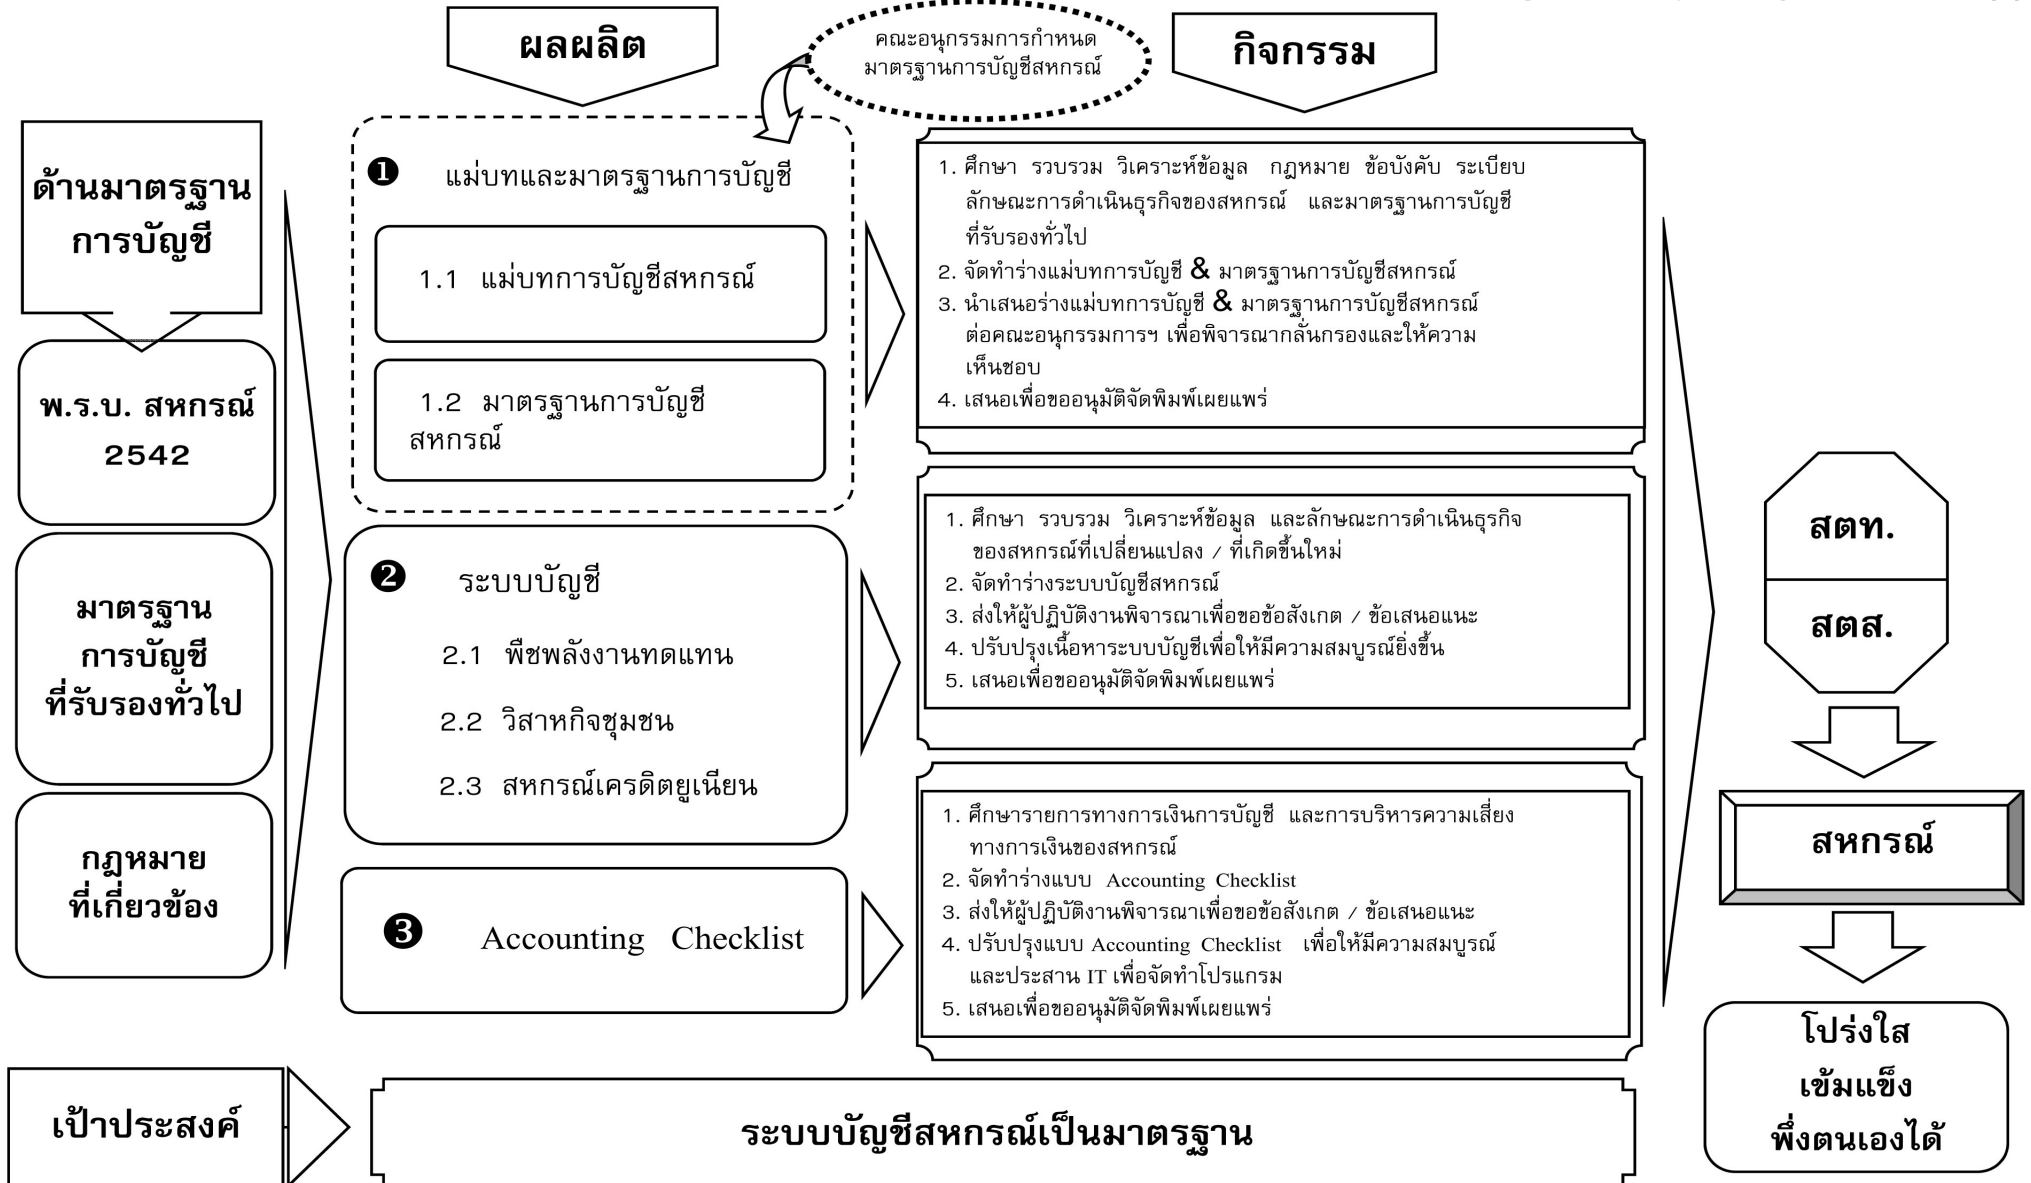 ผลผลิต
คณะอนุกรรมการกำหนด
มาตรฐานการบัญชีสหกรณ์
กิจกรรม
ด้านมาตรฐาน
การบัญชี
พ.ร.บ. สหกรณ์
2542
มาตรฐาน
การบัญชี
ที่รับรองทั่วไป
กฎหมาย
ที่เกี่ยวข้อง
❶ แม่บทและมาตรฐานการบัญชี
1.1 แม่บทการบัญชีสหกรณ์
1.2 มาตรฐานการบัญชี
สหกรณ์
❷ ระบบบัญชี
2.1 พืชพลังงานทดแทน
2.2 วิสาหกิจชุมชน
2.3 สหกรณ์เครดิตยูเนียน
❸ Accounting Checklist
1. ศึกษา รวบรวม วิเคราะห์ข้อมูล กฎหมาย ข้อบังคับ ระเบียบ
ลักษณะการดำเนินธุรกิจของสหกรณ์ และมาตรฐานการบัญชี
ที่รับรองทั่วไป
2. จัดทำร่างแม่บทการบัญชี & มาตรฐานการบัญชีสหกรณ์
3. นำเสนอร่างแม่บทการบัญชี & มาตรฐานการบัญชีสหกรณ์
ต่อคณะอนุกรรมการฯ เพื่อพิจารณากลั่นกรองและให้ความ
เห็นชอบ
4. เสนอเพื่อขออนุมัติจัดพิมพ์เผยแพร่
1. ศึกษา รวบรวม วิเคราะห์ข้อมูล และลักษณะการดำเนินธุรกิจ
ของสหกรณ์ที่เปลี่ยนแปลง / ที่เกิดขึ้นใหม่
2. จัดทำร่างระบบบัญชีสหกรณ์
3. ส่งให้ผู้ปฏิบัติงานพิจารณาเพื่อขอข้อสังเกต / ข้อเสนอแนะ
4. ปรับปรุงเนื้อหาระบบบัญชีเพื่อให้มีความสมบูรณ์ยิ่งขึ้น
5. เสนอเพื่อขออนุมัติจัดพิมพ์เผยแพร่
1. ศึกษารายการทางการเงินการบัญชี และการบริหารความเสี่ยง
ทางการเงินของสหกรณ์
2. จัดทำร่างแบบ Accounting Checklist
3. ส่งให้ผู้ปฏิบัติงานพิจารณาเพื่อขอข้อสังเกต / ข้อเสนอแนะ
4. ปรับปรุงแบบ Accounting Checklist เพื่อให้มีความสมบูรณ์
และประสาน IT เพื่อจัดทำโปรแกรม
5. เสนอเพื่อขออนุมัติจัดพิมพ์เผยแพร่
สตท.
สตส.
สหกรณ์
โปร่งใส
เข้มแข็ง
พึ่งตนเองได้
เป้าประสงค์
ระบบบัญชีสหกรณ์เป็นมาตรฐาน